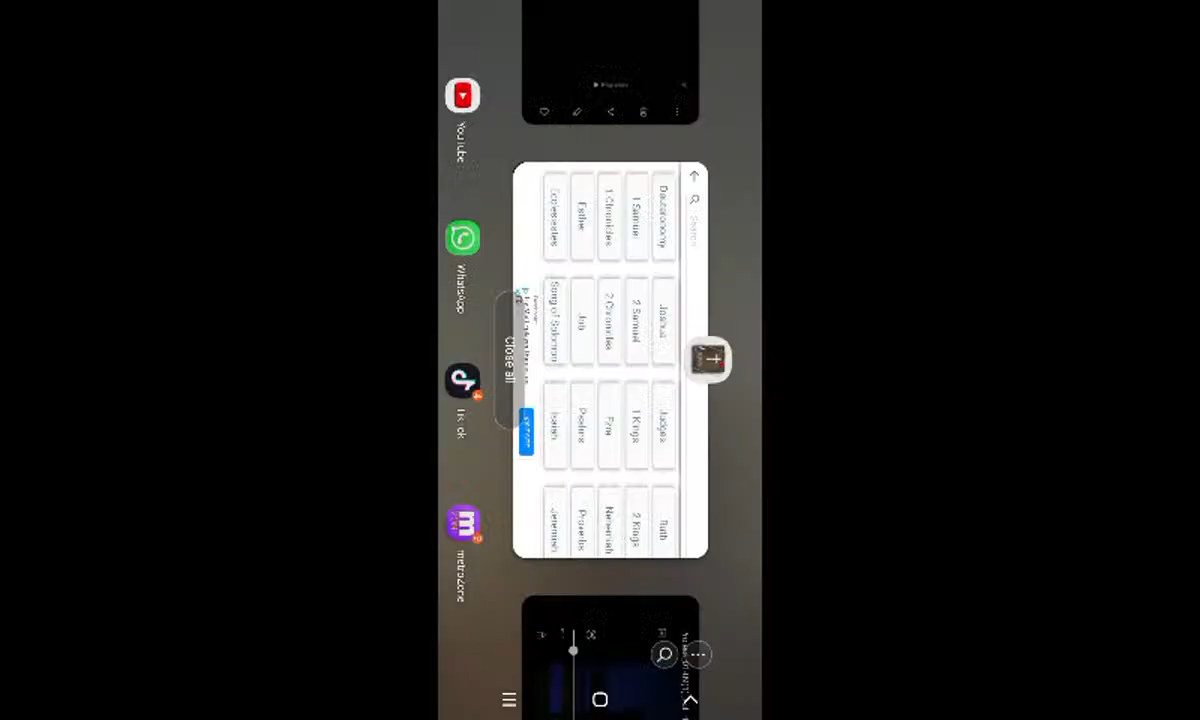 Search
Deuteronomy
Joshua
Judges
Ruth
1 Samuel
2 Samuel
1 Kings
2 Kings
1 Chronicles
2 Chronicles
Ezra
Nehemiah
Esther
Job
Psalms
Proverbs
Ecclesiastes
Song of Solomon
Isaiah
Jeremiah
Close all
YouTube
WhatsApp
TikTok
metroZone